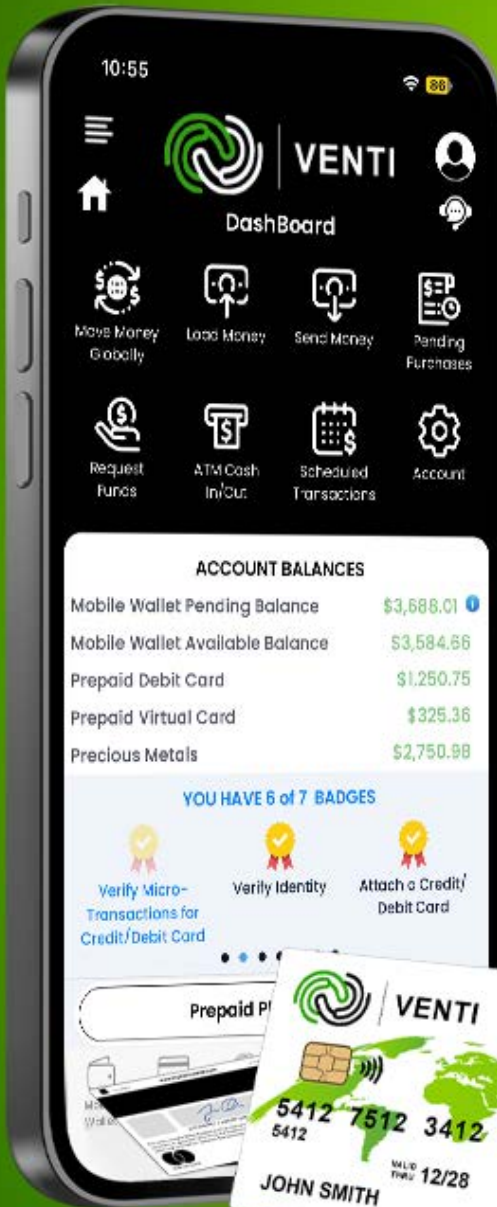 10:55
86
VENTI
DashBoard
Move Money
Globally
Load Money
Send Money
Pending
Purchases
Request
Funds
ATM Cash
In/Out
Scheduled
Transactions
Account
ACCOUNT BALANCES
Mobile Wallet Pending Balance $3,688.01
Mobile Wallet Available Balance $3,584.66
Prepaid Debit Card $1,250.75
Prepaid Virtual Card $325.36
Precious Metals $2,750.98
YOU HAVE 6 of 7 BADGES
Verify Micro-
Transactions for
Credit/Debit Card
Verify Identity
Attach a Credit/
Debit Card
Prepaid
VENTI
5412 7512 3412
5412
VALID
THRU 12/28
JOHN SMITH